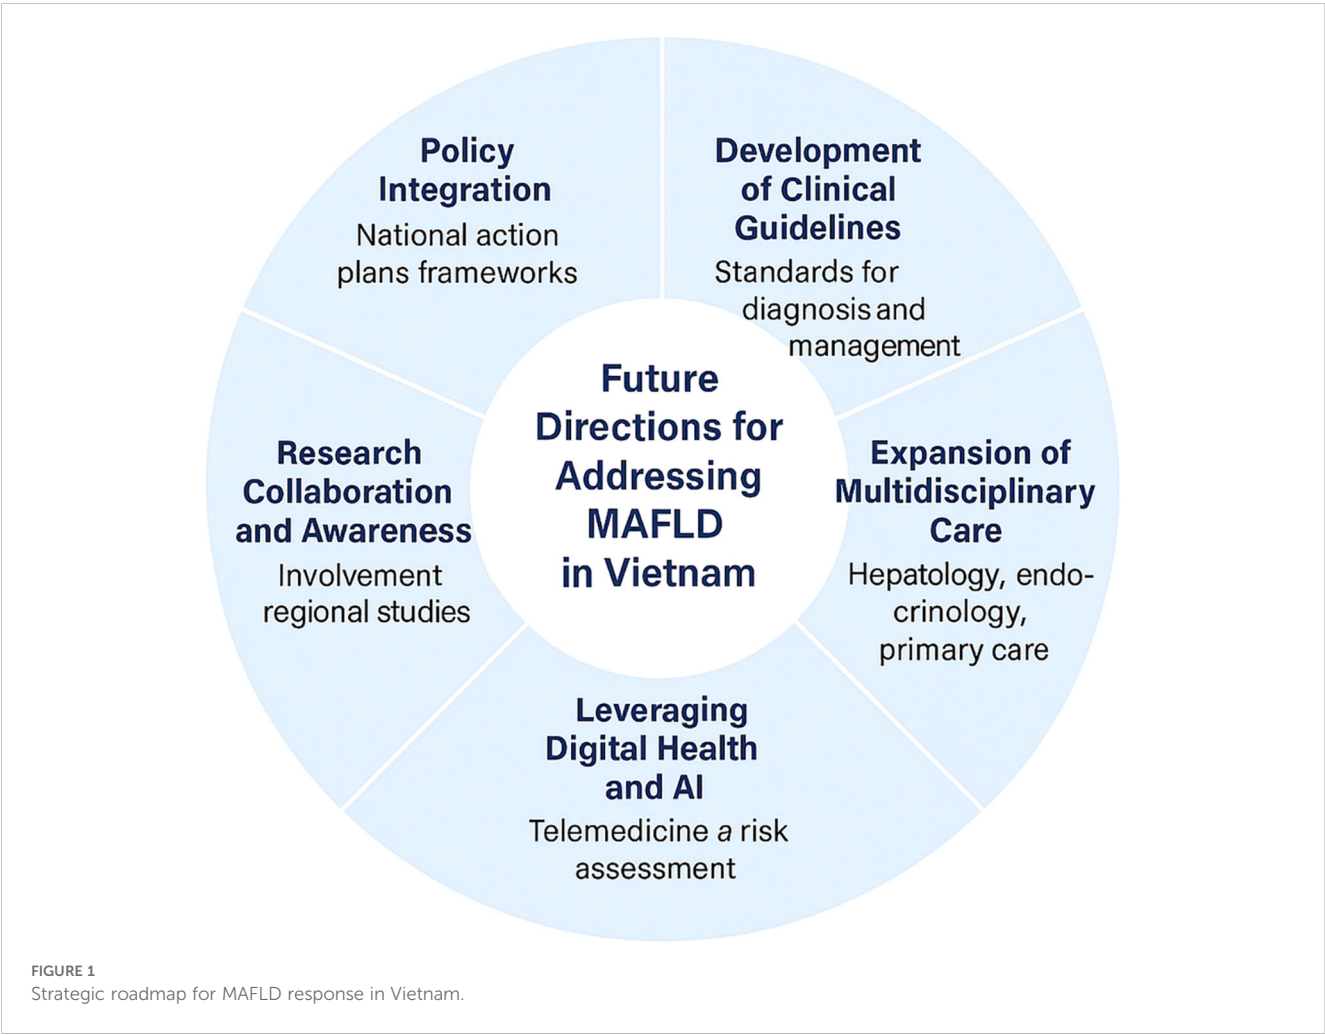 Policy
Integration
National action
plans frameworks
Development
of Clinical
Guidelines
Standards for
diagnosis and
management
Future
Directions for
Addressing
MAFLD
in Vietnam
Research
Collaboration
and Awareness
Involvement
regional studies
Expansion of
Multidisciplinary
Care
Hepatology, endo-
crinology,
primary care
Leveraging
Digital Health
and AI
Telemedicine a risk
assessment
FIGURE 1
Strategic roadmap for MAFLD response in Vietnam.